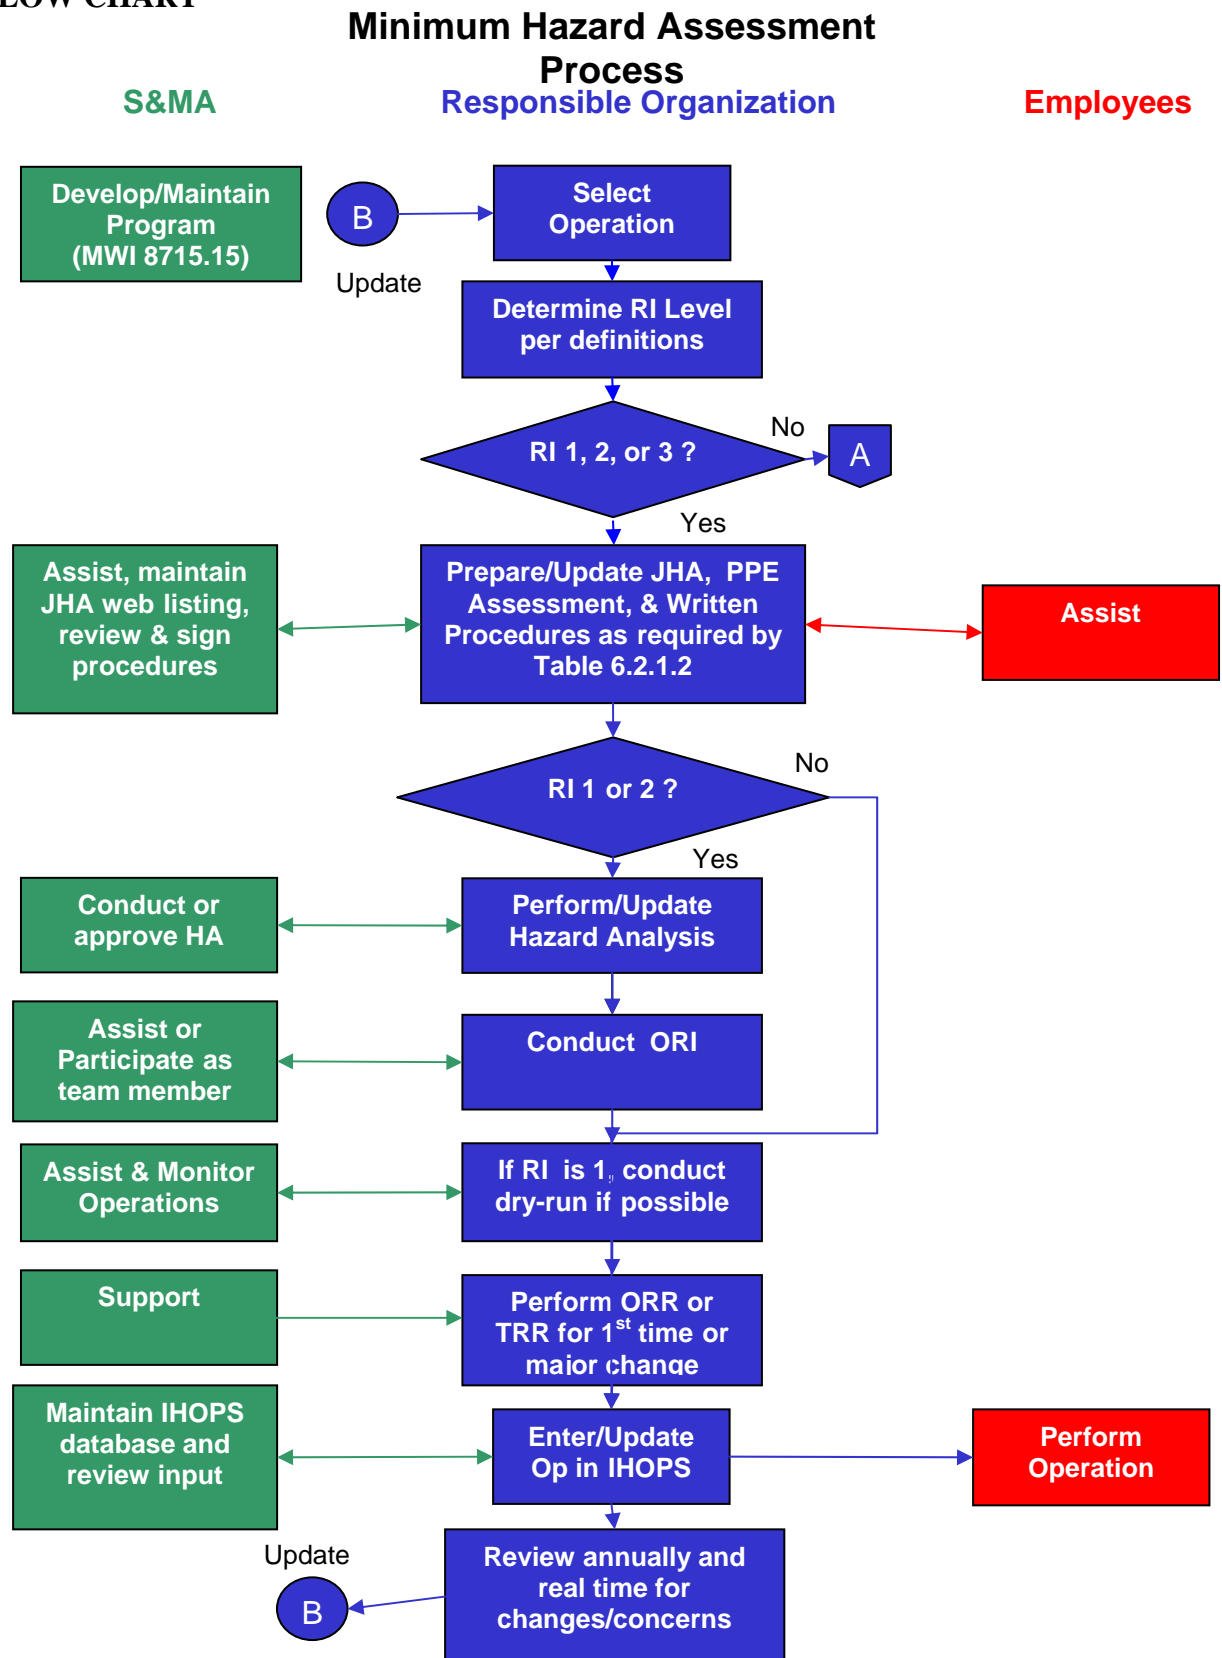 LOW CHART
Minimum Hazard Assessment
Process
S&MA
Responsible Organization
Employees
Develop/Maintain
Program
(MWI 8715.15)
B
Update
Select
Operation
Determine RI Level
per definitions
RI 1, 2, or 3 ?
No
A
Yes
Assist, maintain
JHA web listing,
review & sign
procedures
Prepare/Update JHA, PPE
Assessment, & Written
Procedures as required by
Table 6.2.1.2
Assist
RI 1 or 2 ?
No
Yes
Conduct or
approve HA
Perform/Update
Hazard Analysis
Assist or
Participate as
team member
Conduct ORI
Assist & Monitor
Operations
If RI is 1, conduct
dry-run if possible
Support
Perform ORR or
TRR for 1st time or
major change
Maintain IHOPS
database and
review input
Enter/Update
Op in IHOPS
Perform
Operation
Update
B
Review annually and
real time for
changes/concerns